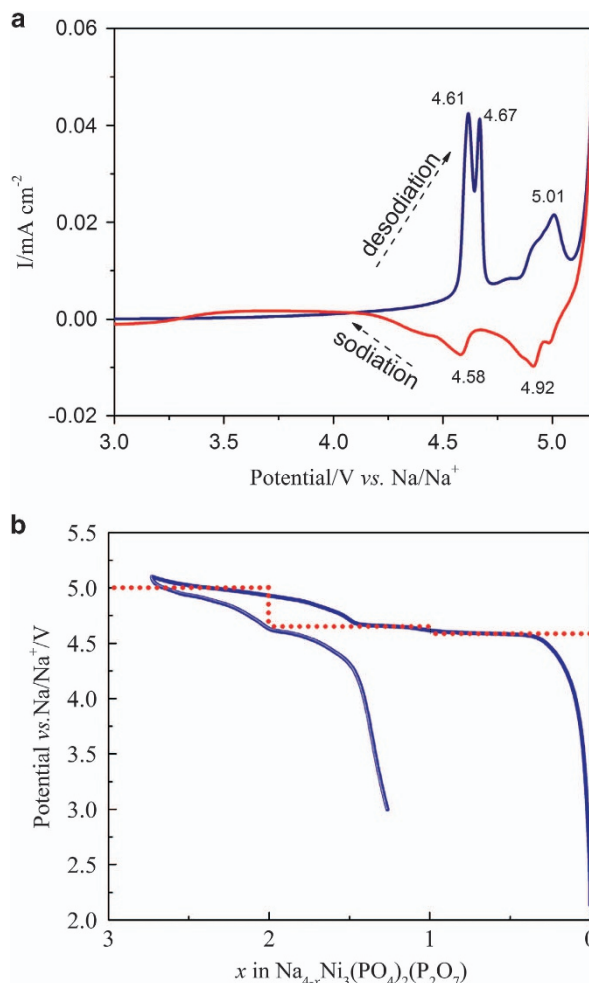 a
0.06
0.04
0.02
0.00
-0.02
I/mA cm⁻²
4.61
4.67
5.01
desodiation
sodiation
4.58
4.92
3.0 3.5 4.0 4.5 5.0
Potential/V vs. Na/Na⁺
b
5.5
5.0
4.5
4.0
3.5
3.0
2.5
2.0
Potential vs.Na/Na⁺/V
3 2 1 0
x in Na₄₋ₓNi₃(PO₄)₂(P₂O₇)